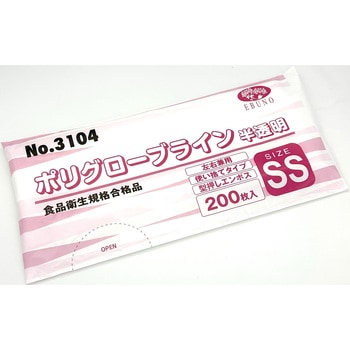 EBUNO
No.3104
ポリグローブライン 半透明
食品衛生規格合格品
左右兼用
使い捨てタイプ
型押しエンボス
200枚入
SIZE
SS
OPEN